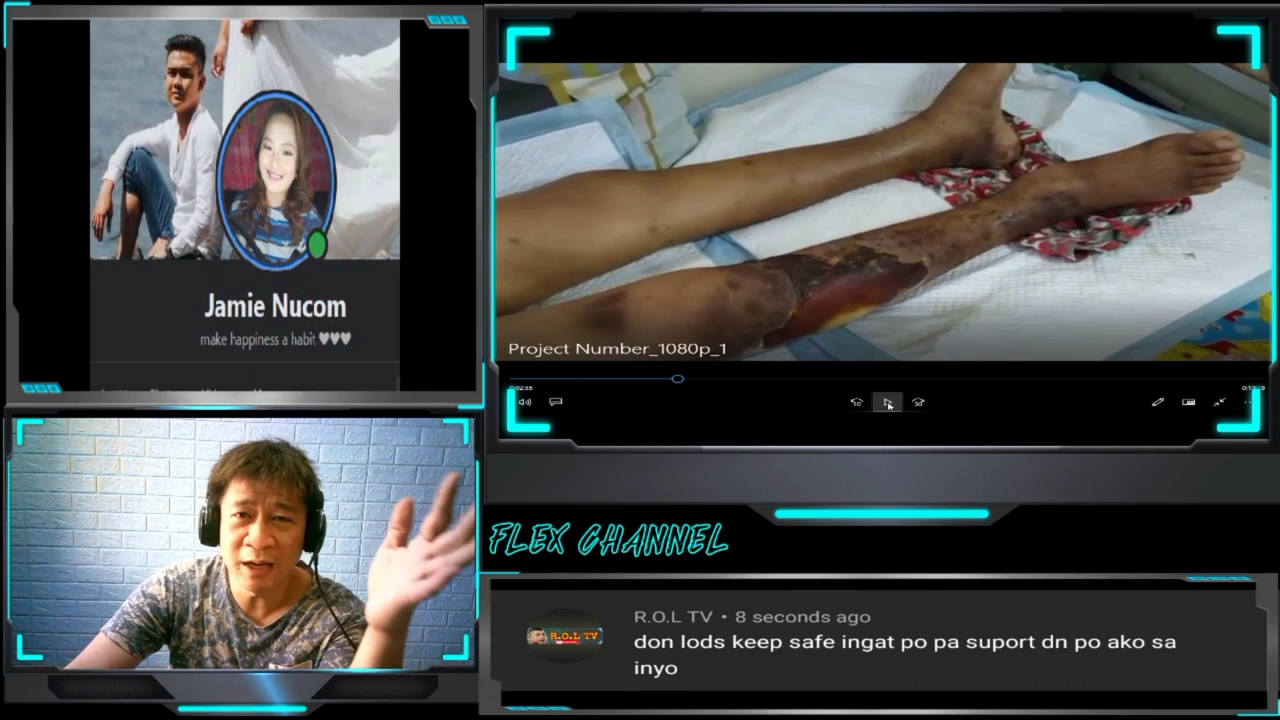 Jamie Nucom
make happiness a habit ♥♥♥
Project Number_1080p_1
FLEX CHANNEL
R.O.L TV • 8 seconds ago
R.O.L TV
don lods keep safe ingat po pa suport dn po ako sa
inyo